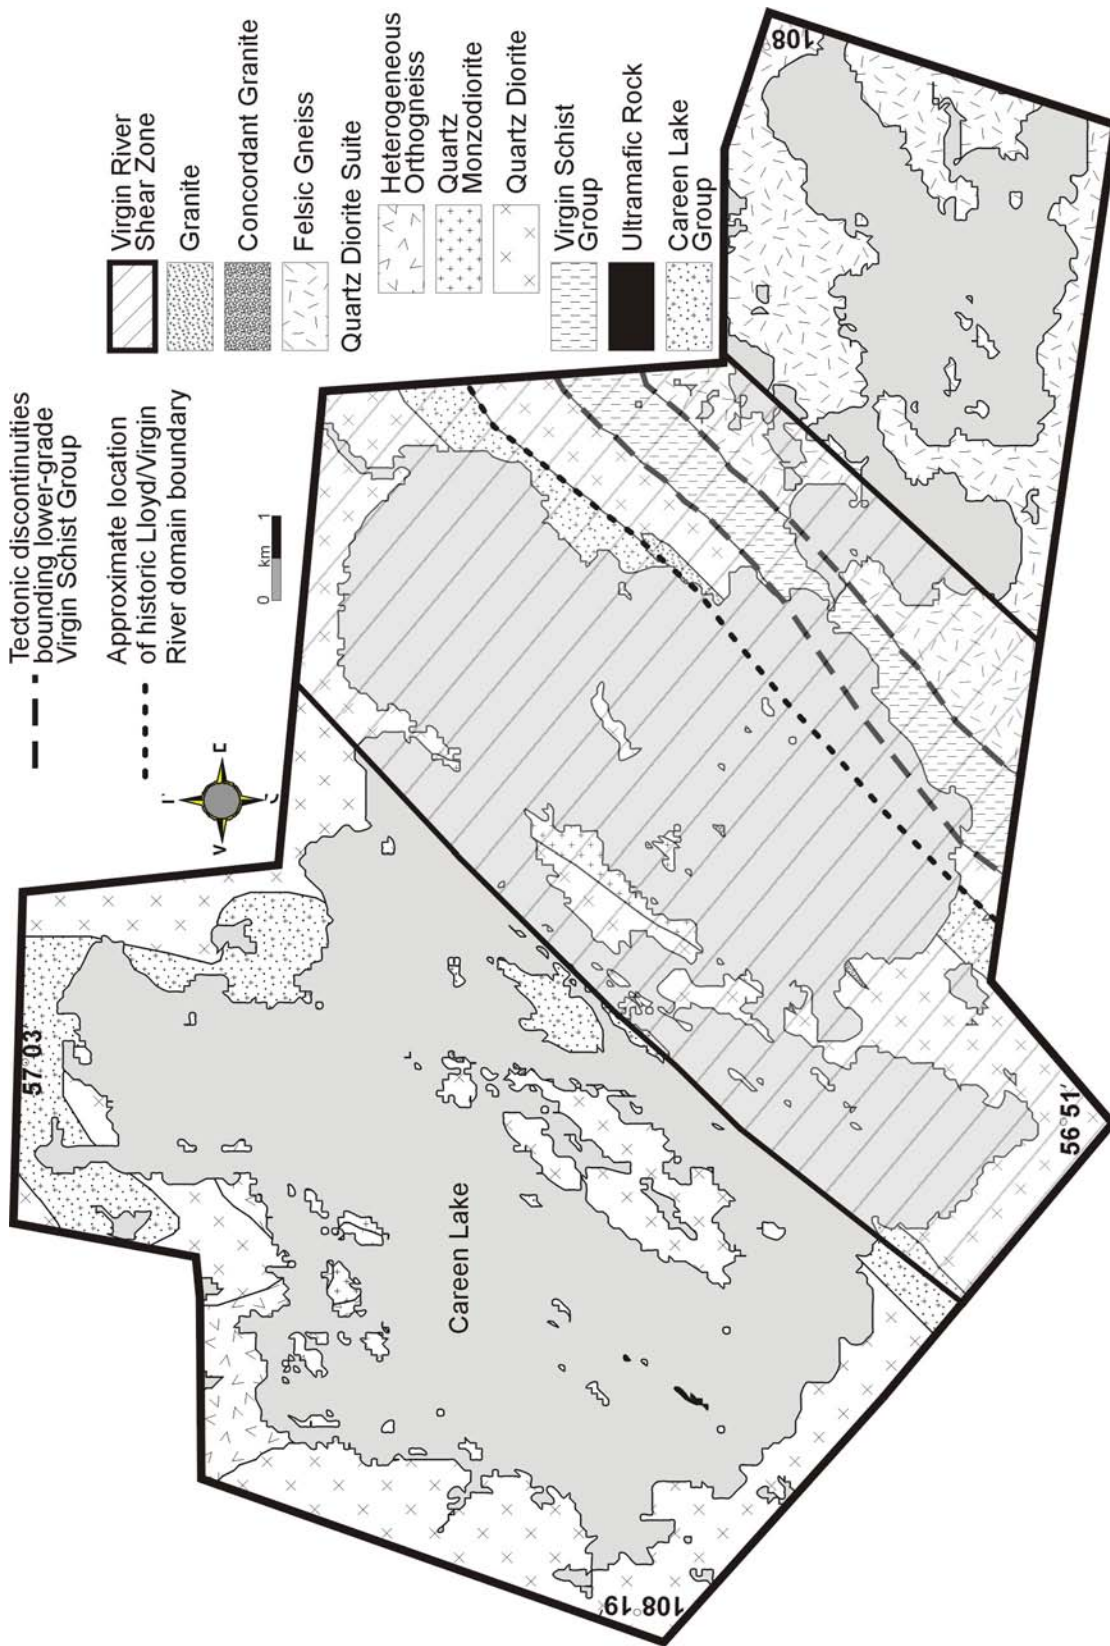 Tectonic discontinuities
bounding lower-grade
Virgin Schist Group
Approximate location
of historic Lloyd/Virgin
River domain boundary
Virgin River
Shear Zone
Granite
Concordant Granite
Felsic Gneiss
Quartz Diorite Suite
Heterogeneous
Orthogneiss
Quartz
Monzodiorite
Quartz Diorite
Virgin Schist
Group
Ultramafic Rock
Careen Lake
Group
0 km 1
57°03
Careen Lake
108°19'
56°51'
108